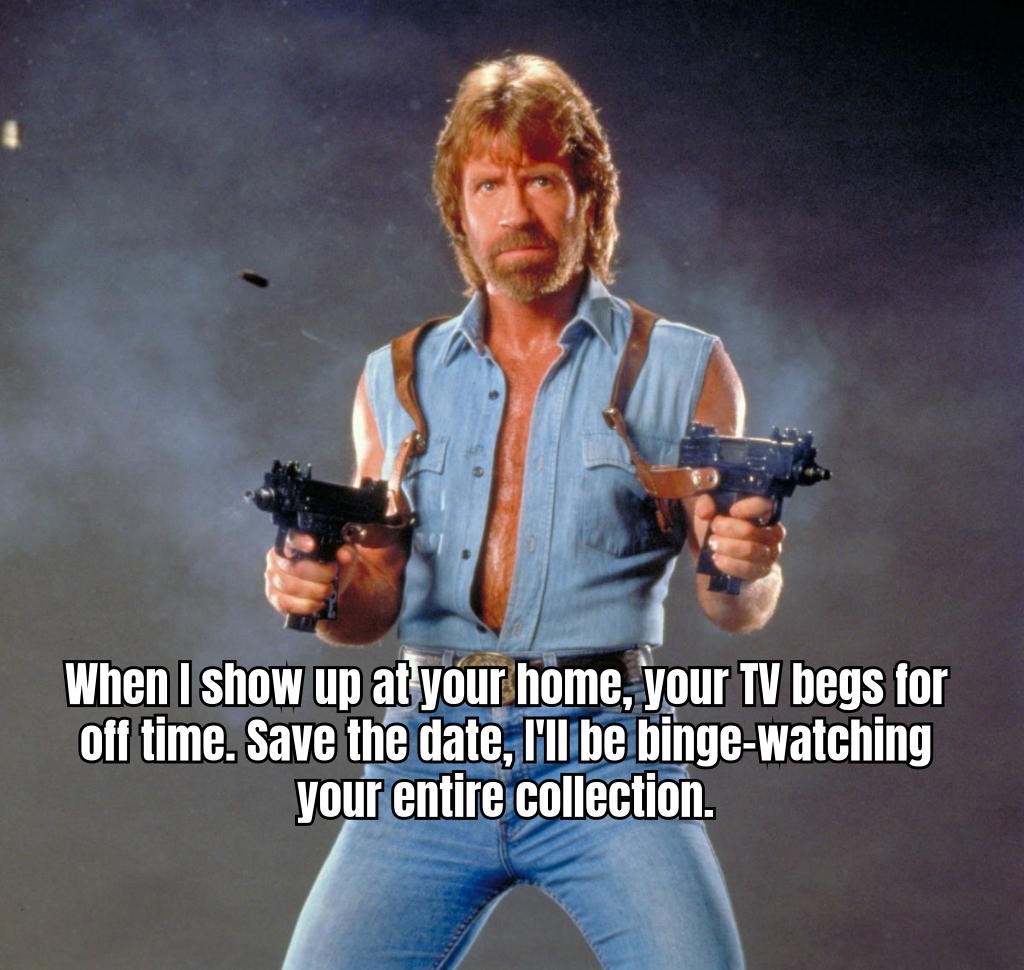 When I show up at your home, your TV begs for
off time. Save the date, I'll be binge-watching
your entire collection.